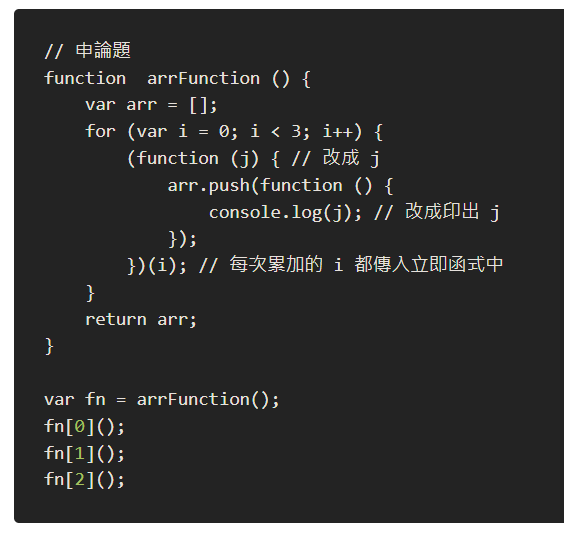 // 申論題
function  arrFunction () {
    var arr = [];
    for (var i = 0; i < 3; i++) {
        (function (j) { // 改成 j
            arr.push(function () {
                console.log(j); // 改成印出 j
            });
        })(i); // 每次累加的 i 都傳入立即函式中
    }
    return arr;
}

var fn = arrFunction();
fn[0]();
fn[1]();
fn[2]();